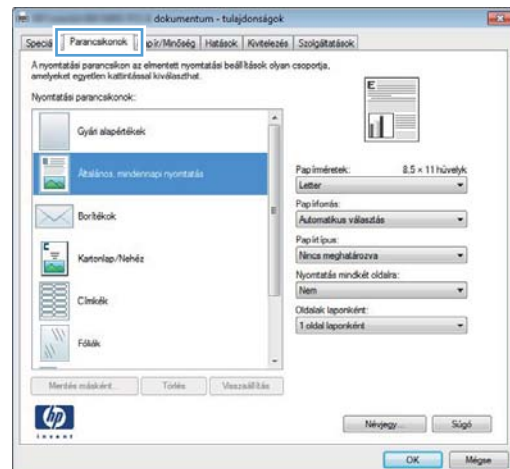 dokumentum - tulajdonságok
Speciá Parancsikonok apír/Minőség Hatások Kivitelezés Szolgáltatások
A nyomtatási parancsikon az elmentett nyomtatási beállítások olyan csoportja,
amelyeket egyetlen kattintással kiválaszthat.
Nyomtatási parancsikonok:
Gyári alapértékek
Általános, mindennapi nyomtatás
Borítékok
Kartonlap/Nehéz
Címkék
Fóliák
Papírméretek: 8,5 × 11 hüvelyk
Letter
Papírforrás:
Automatikus választás
Papírtípus:
Nincs meghatározva
Nyomtatás mindkét oldalra:
Nem
Oldalak laponként:
1 oldal laponként
Mentés másként... Törlés Visszaállítás
hp
invent
Névjegy... Súgó
OK Mégse